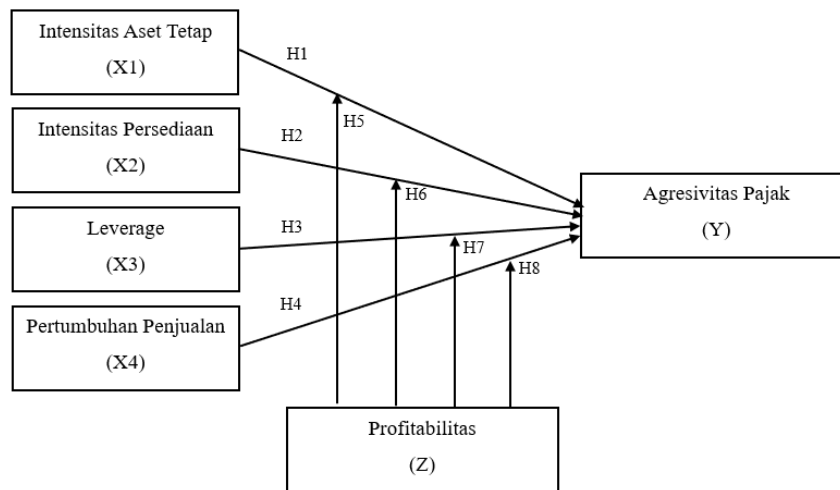 Intensitas Aset Tetap
(X1)
H1
H5
Intensitas Persediaan
(X2)
H2
H6
Leverage
(X3)
H3
H7
Pertumbuhan Penjualan
(X4)
H4
H8
Agresivitas Pajak
(Y)
Profitabilitas
(Z)